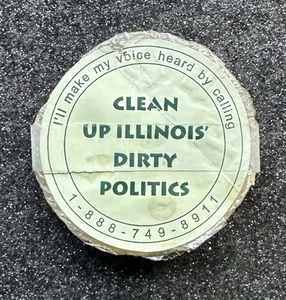 I'll make my voice heard by calling
CLEAN
UP ILLINOIS'
DIRTY
POLITICS
1-888-749-8911